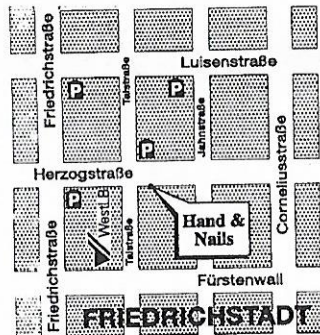 Friedrichstraße
Talstraße
Luisenstraße
P
P
P
Jahnstraße
Corneliusstraße
Herzogstraße
P
WestLB
Talstraße
Friedrichstraße
Hand &
Nails
Fürstenwall
FRIEDRICHSTADT